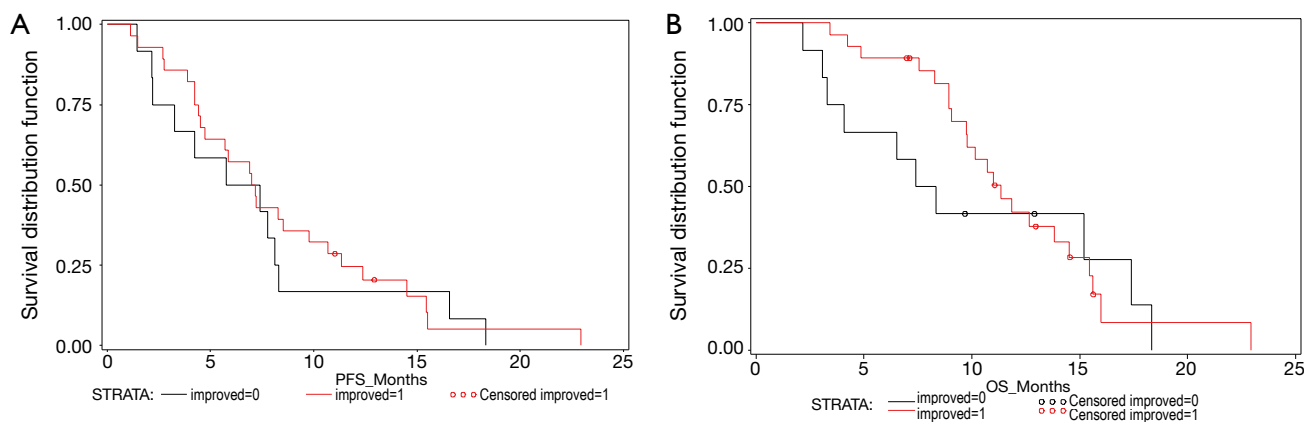 A
Survival distribution function
1.00
0.75
0.50
0.25
0.00
0 5 10 15 20 25
PFS_Months
STRATA: improved=0 improved=1 Censored improved=1
B
Survival distribution function
1.00
0.75
0.50
0.25
0.00
0 5 10 15 20 25
OS_Months
STRATA: improved=0 Censored improved=0
improved=1 Censored improved=1